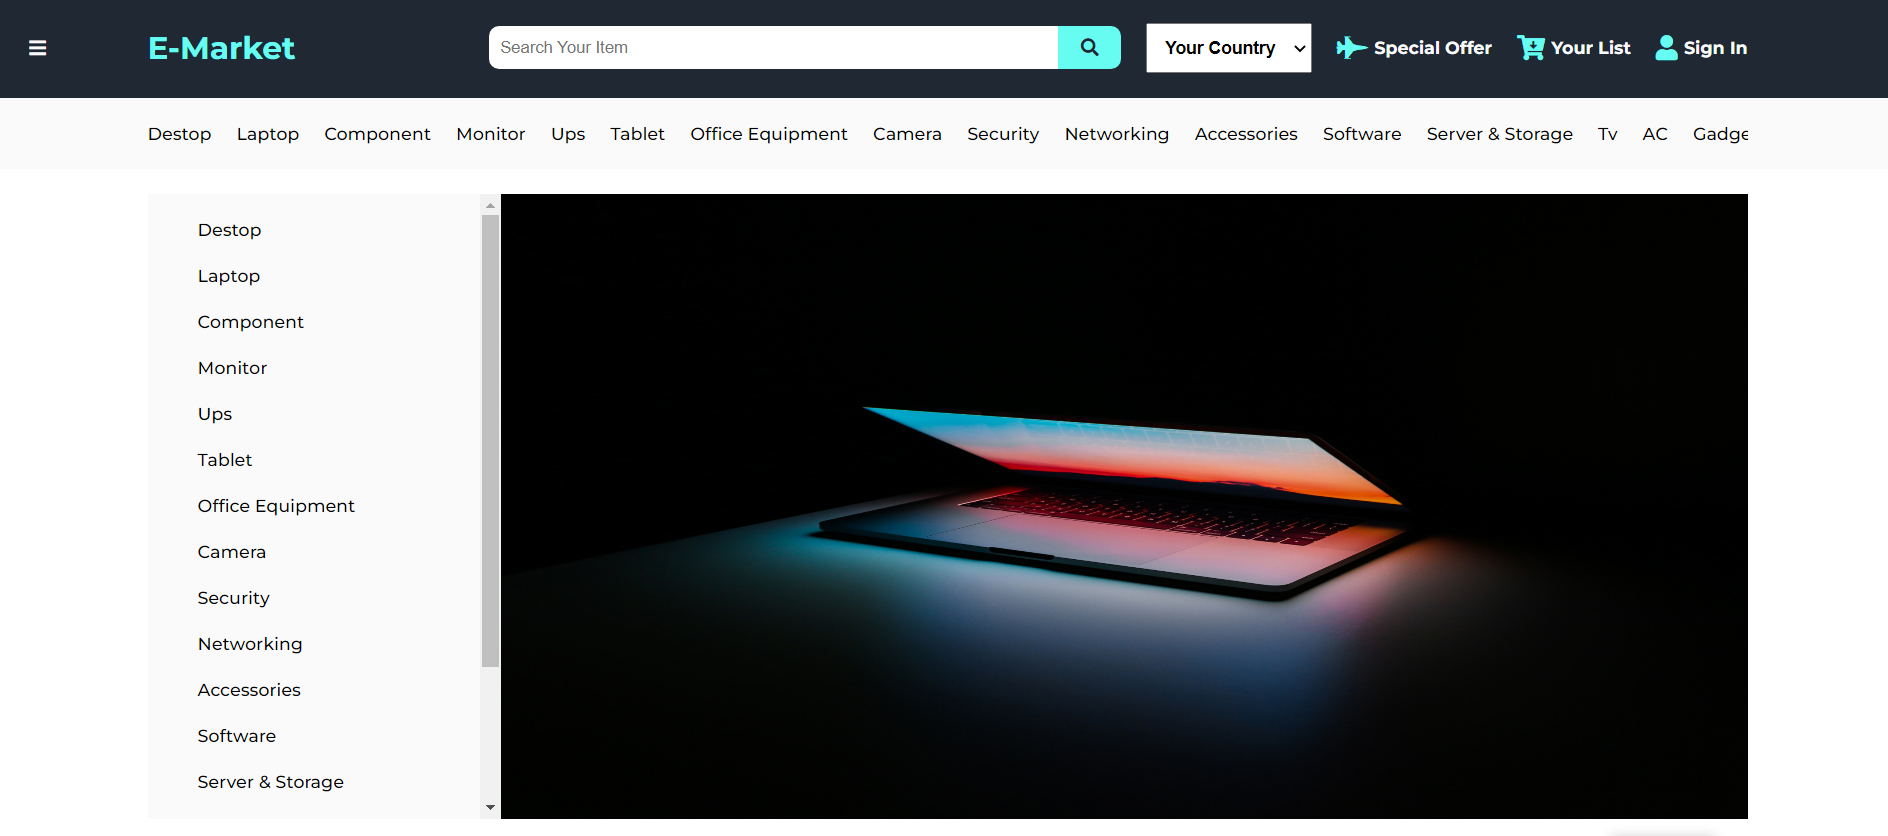 E-Market
Search Your Item
Your Country
Special Offer
Your List
Sign In
Destop Laptop Component Monitor Ups Tablet Office Equipment Camera Security Networking Accessories Software Server & Storage Tv AC Gadge
Destop
Laptop
Component
Monitor
Ups
Tablet
Office Equipment
Camera
Security
Networking
Accessories
Software
Server & Storage